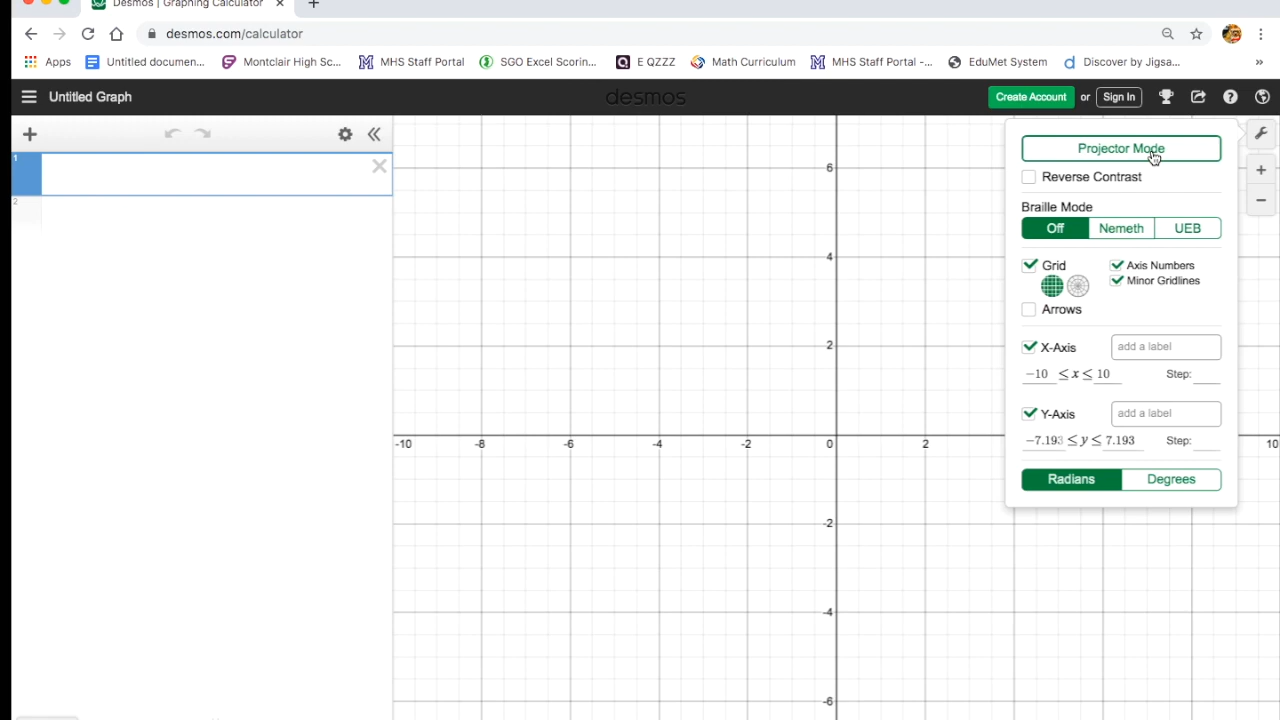 Desmos | Graphing Calculator
desmos.com/calculator
Apps Untitled documen... Montclair High Sc... MHS Staff Portal SGO Excel Scorin... E QZZZ Math Curriculum MHS Staff Portal -... EduMet System Discover by Jigsa... »
Untitled Graph desmos Create Account or Sign In
1
2
Projector Mode
Reverse Contrast
Braille Mode
Off Nemeth UEB
Grid Axis Numbers
Minor Gridlines
Arrows
X-Axis add a label
−10 ≤ x ≤ 10 Step:
Y-Axis add a label
−7.193 ≤ y ≤ 7.193 Step:
Radians Degrees
6
4
2
-10 -8 -6 -4 -2 0 2 10
-2
-4
-6